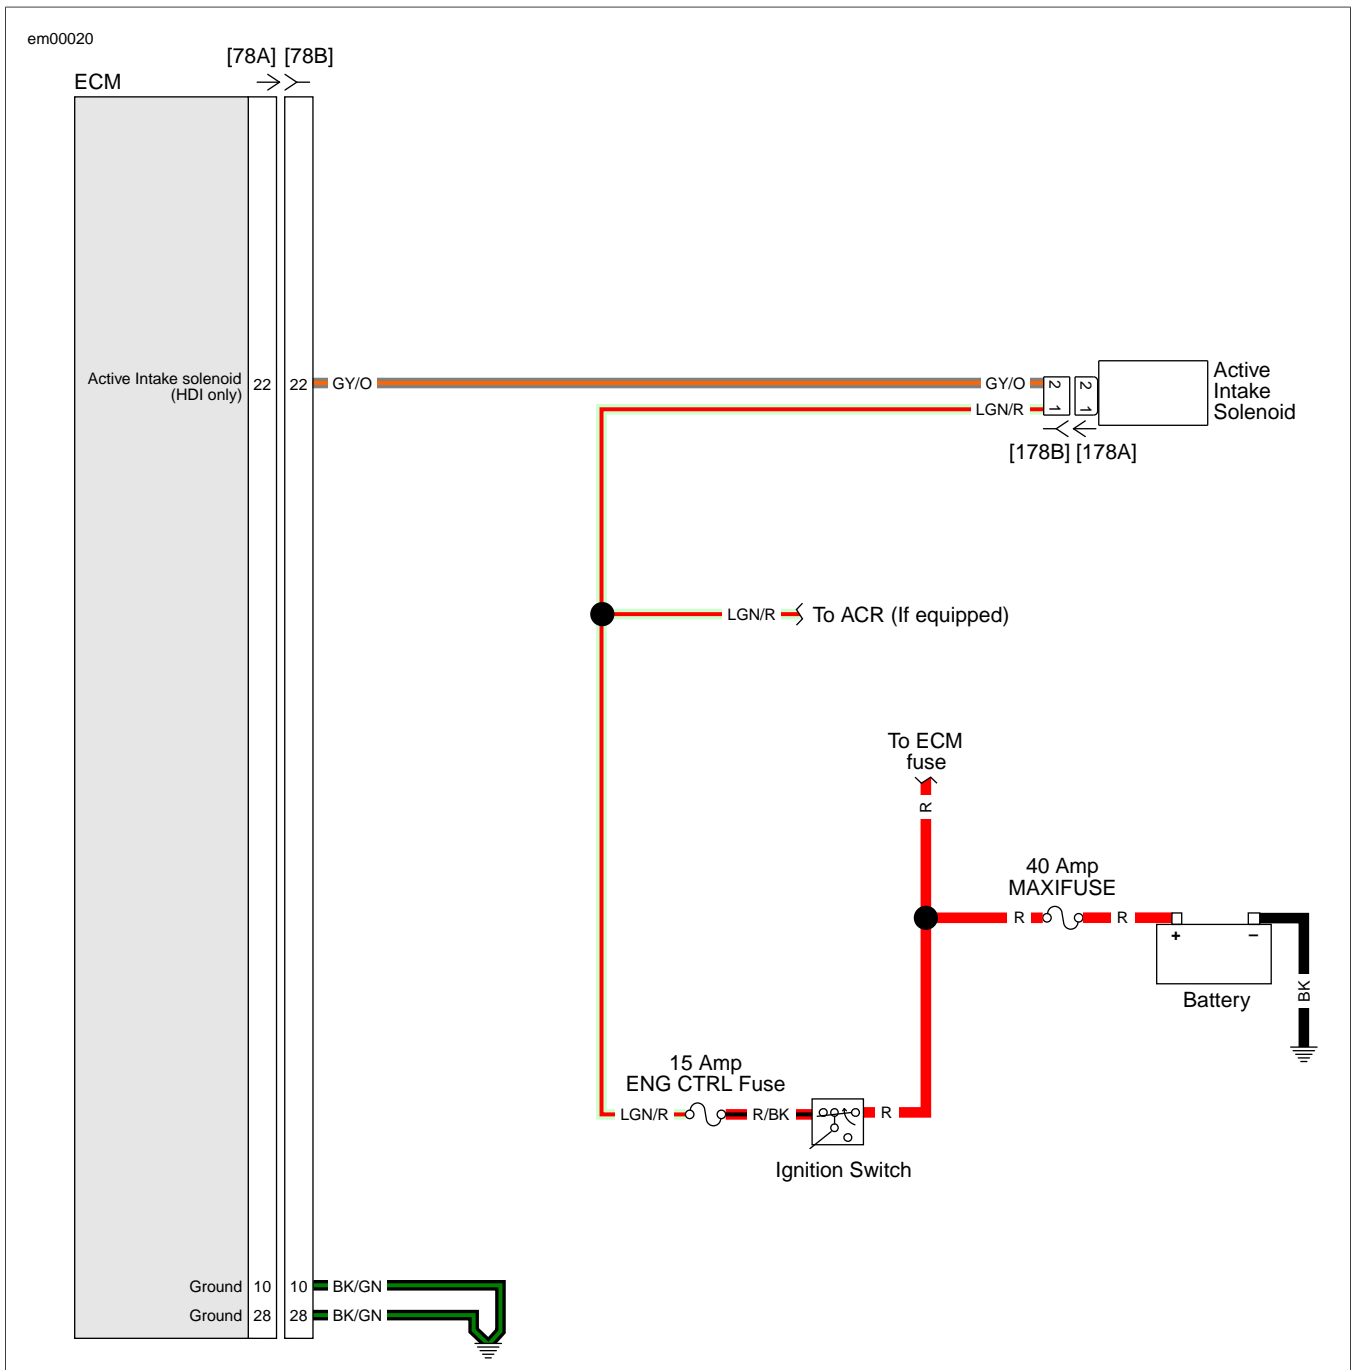 em00020
[78A] [78B]
ECM
Active Intake solenoid
(HDI only)
22
22
GY/O
GY/O
2
2
LGN/R
1
1
Active
Intake
Solenoid
[178B] [178A]
LGN/R
To ACR (If equipped)
To ECM
fuse
R
40 Amp
MAXIFUSE
R
R
+
−
Battery
BK
15 Amp
ENG CTRL Fuse
LGN/R
R/BK
R
Ignition Switch
Ground
10
10
BK/GN
Ground
28
28
BK/GN